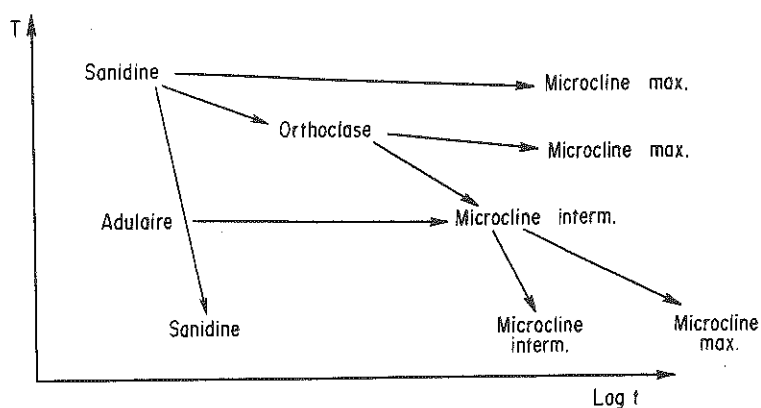 T
Sanidine
Microcline max.
Orthoclase
Microcline max.
Adulaire
Microcline interm.
Sanidine
Microcline
interm.
Microcline
max.
Log t